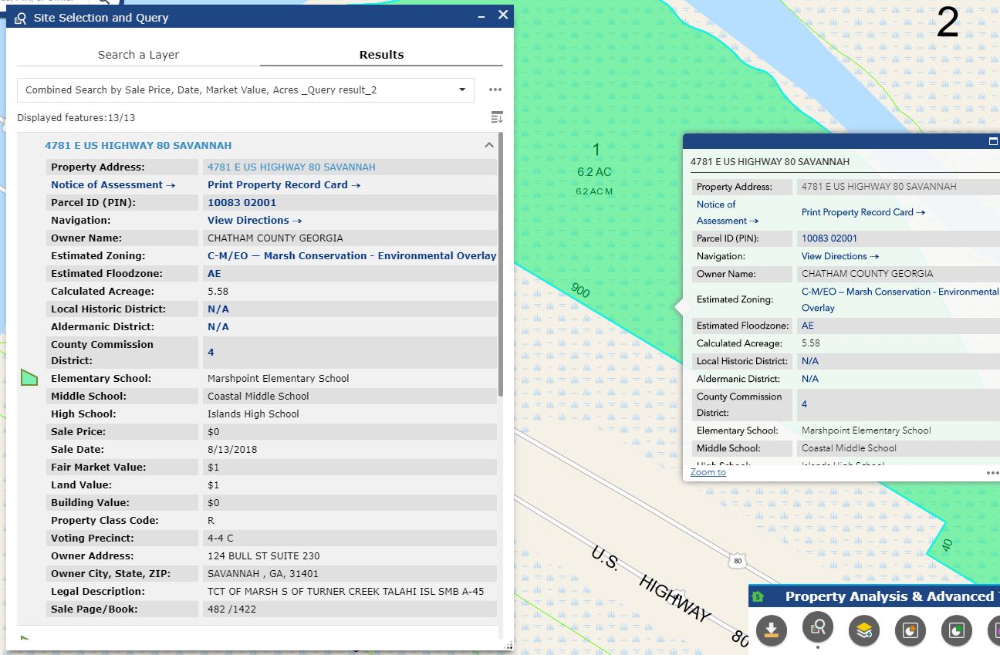 Site Selection and Query
Search a Layer
Results
Combined Search by Sale Price, Date, Market Value, Acres _Query result_2
Displayed features:13/13
4781 E US HIGHWAY 80 SAVANNAH
Property Address: 4781 E US HIGHWAY 80 SAVANNAH
Notice of Assessment ⇢ Print Property Record Card ⇢
Parcel ID (PIN): 10083 02001
Navigation: View Directions ⇢
Owner Name: CHATHAM COUNTY GEORGIA
Estimated Zoning: C-M/EO — Marsh Conservation - Environmental Overlay
Estimated Floodzone: AE
Calculated Acreage: 5.58
Local Historic District: N/A
Aldermanic District: N/A
County Commission
District: 4
Elementary School: Marshpoint Elementary School
Middle School: Coastal Middle School
High School: Islands High School
Sale Price: $0
Sale Date: 8/13/2018
Fair Market Value: $1
Land Value: $1
Building Value: $0
Property Class Code: R
Voting Precinct: 4-4 C
Owner Address: 124 BULL ST SUITE 230
Owner City, State, ZIP: SAVANNAH , GA, 31401
Legal Description: TCT OF MARSH S OF TURNER CREEK TALAHI ISL SMB A-45
Sale Page/Book: 482 /1422
2
1
6.2 AC
6.2 AC M
900
4781 E US HIGHWAY 80 SAVANNAH
Property Address: 4781 E US HIGHWAY 80 SAVANNAH
Notice of
Assessment ⇢ Print Property Record Card ⇢
Parcel ID (PIN): 10083 02001
Navigation: View Directions ⇢
Owner Name: CHATHAM COUNTY GEORGIA
Estimated Zoning: C-M/EO — Marsh Conservation - Environmental
Overlay
Estimated Floodzone: AE
Calculated Acreage: 5.58
Local Historic District: N/A
Aldermanic District: N/A
County Commission
District: 4
Elementary School: Marshpoint Elementary School
Middle School: Coastal Middle School
High School: Islands High School
Zoom to
40
80
U.S. HIGHWAY 80
Property Analysis & Advanced